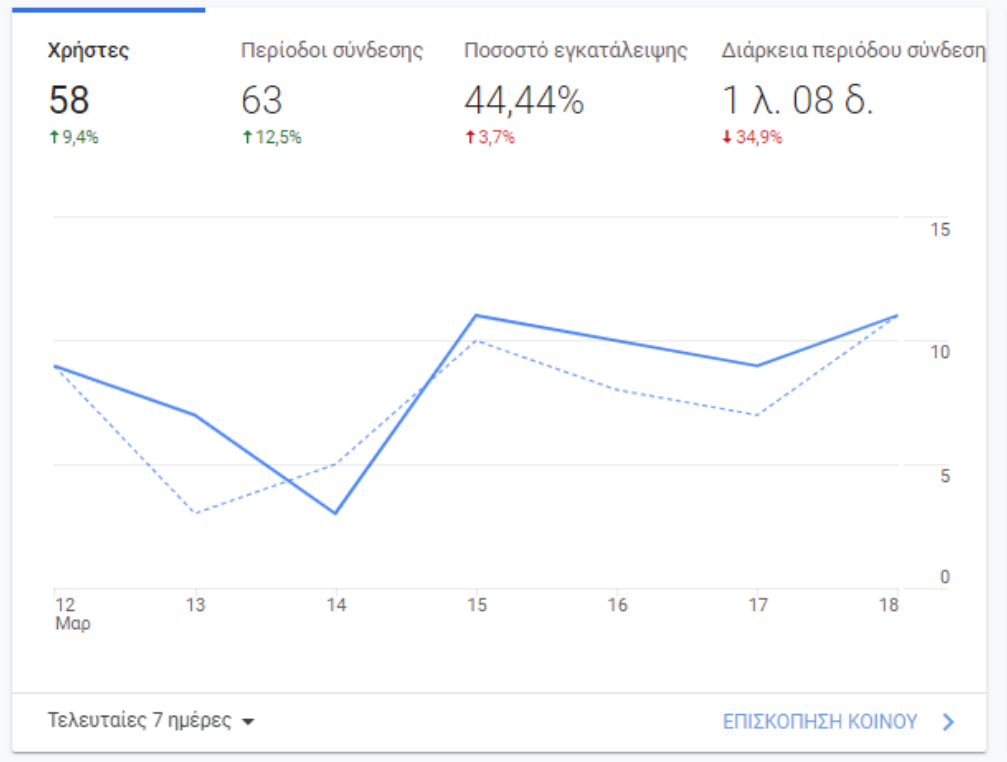 Χρήστες Περίοδοι σύνδεσης Ποσοστό εγκατάλειψης Διάρκεια περιόδου σύνδεση
58 63 44,44% 1 λ. 08 δ.
↑9,4% ↑12,5% ↑3,7% ↓34,9%
15
10
5
0
12 13 14 15 16 17 18
Μαρ
Τελευταίες 7 ημέρες ΕΠΙΣΚΟΠΗΣΗ ΚΟΙΝΟΥ